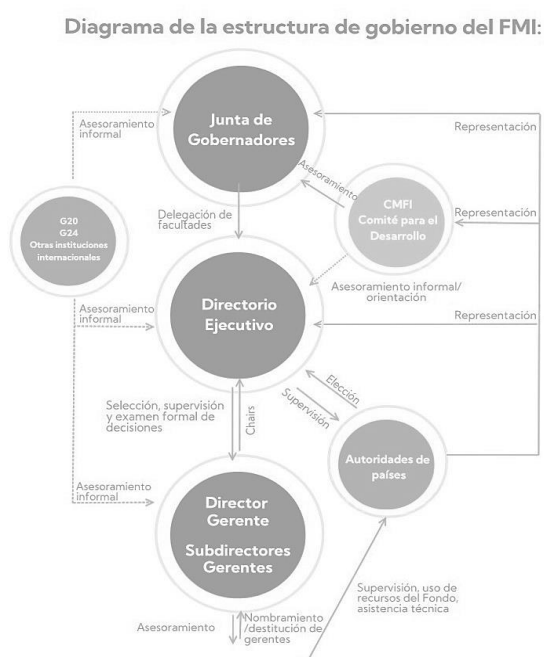 Diagrama de la estructura de gobierno del FMI:
Junta de
Gobernadores
Asesoramiento
informal
Representación
Asesoramiento
CMFI
Comité para el
Desarrollo
Representación
G20
G24
Otras instituciones
internacionales
Delegación de
facultades
Asesoramiento informal/
orientación
Directorio
Ejecutivo
Asesoramiento
informal
Representación
Elección
Supervisión
Selección, supervisión
y examen formal de
decisiones
Chairs
Autoridades de
países
Asesoramiento
informal
Director
Gerente
Subdirectores
Gerentes
Supervisión, uso de
recursos del Fondo,
asistencia técnica
Asesoramiento
Nombramiento
/destitución de
gerentes